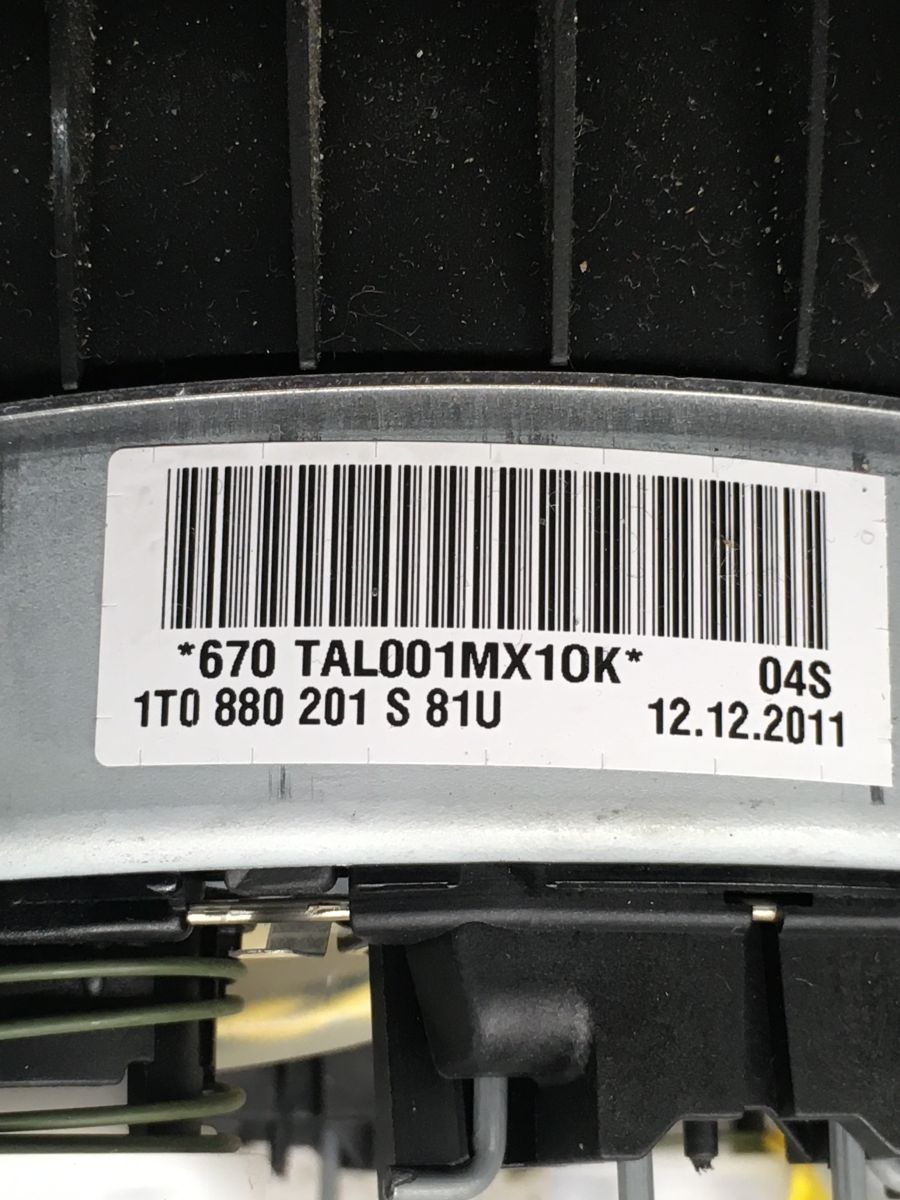 *670 TAL001MX10K*
04S
1T0 880 201 S 81U
12.12.2011